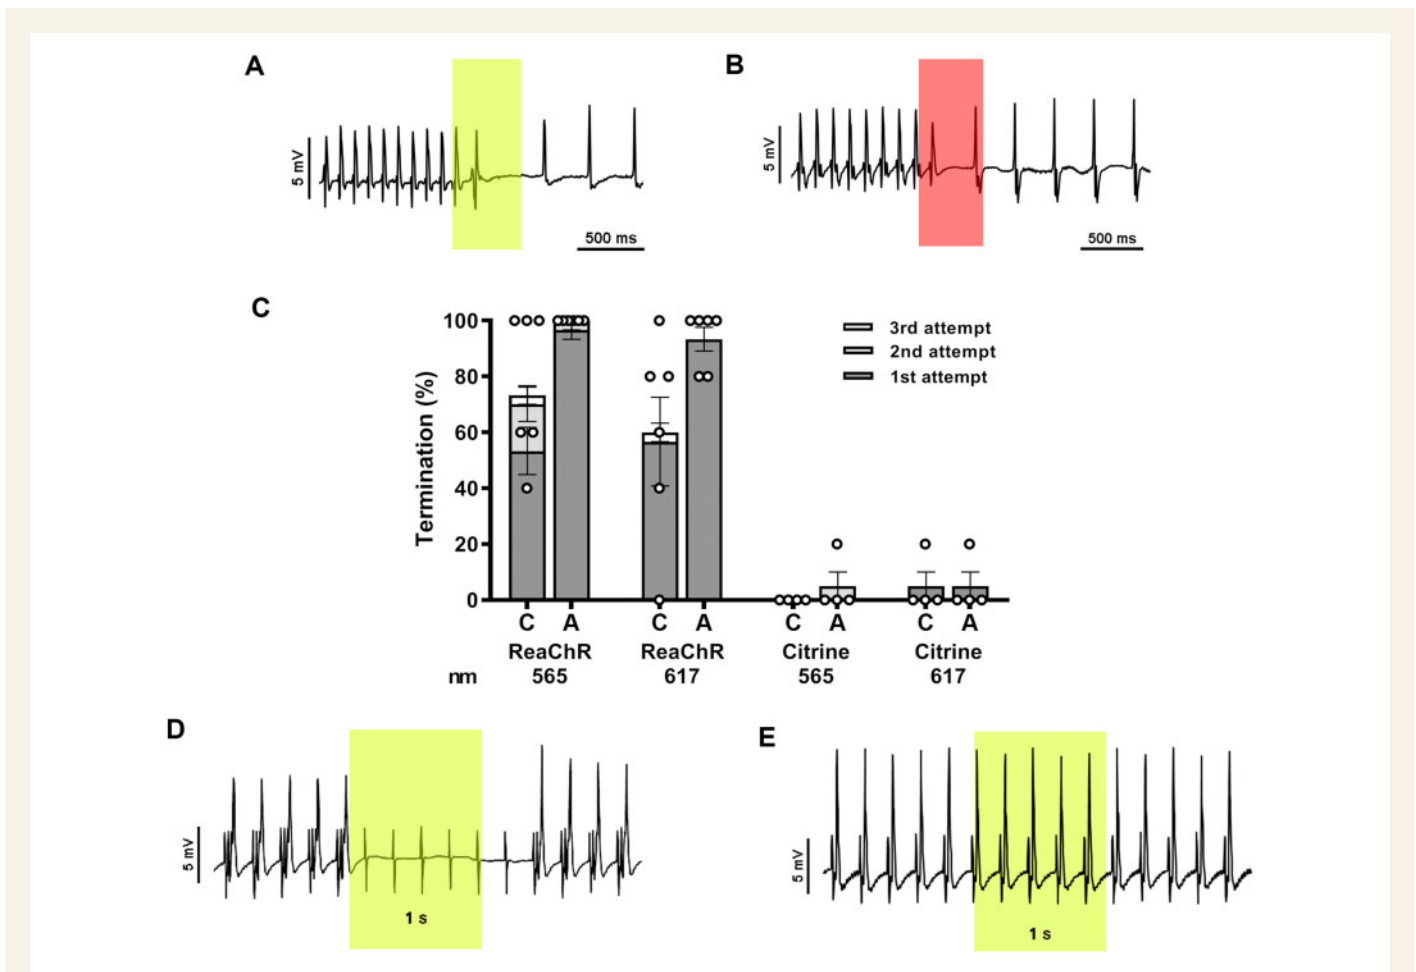 A
5 mV
500 ms
B
5 mV
500 ms
C
Termination (%)
100
80
60
40
20
0
3rd attempt
2nd attempt
1st attempt
C A C A C A C A
ReaChR ReaChR Citrine Citrine
nm 565 617 565 617
D
5 mV
1 s
E
5 mV
1 s